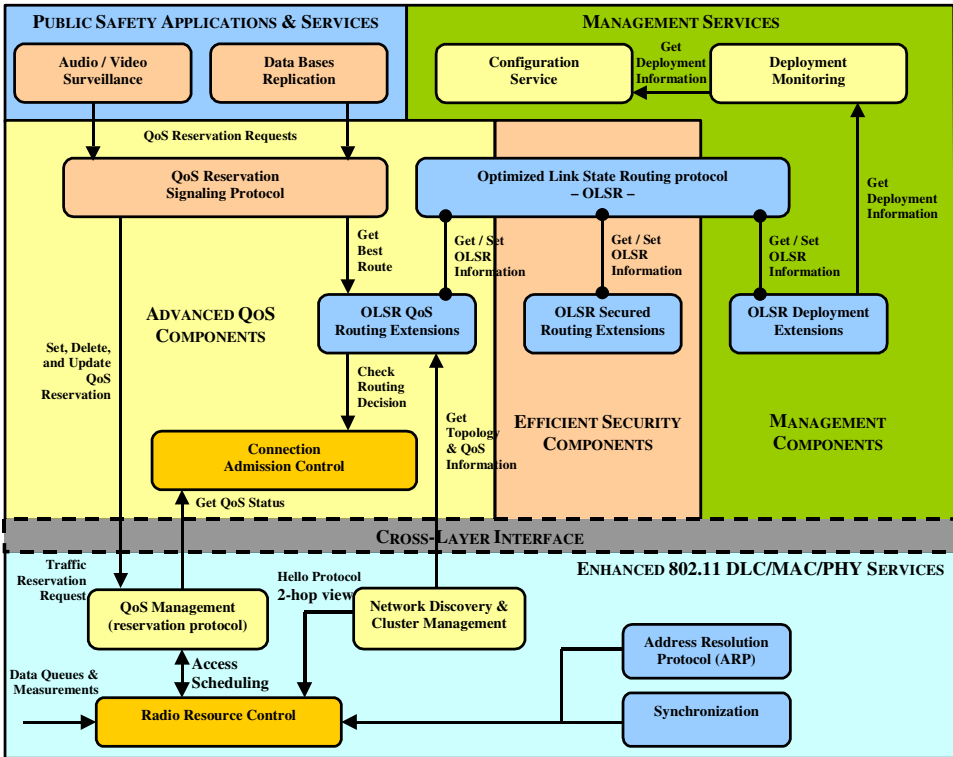 PUBLIC SAFETY APPLICATIONS & SERVICES
MANAGEMENT SERVICES
Audio / Video
Surveillance
Data Bases
Replication
Configuration
Service
Get
Deployment
Information
Deployment
Monitoring
QoS Reservation Requests
QoS Reservation
Signaling Protocol
Optimized Link State Routing protocol
– OLSR –
Get
Deployment
Information
Get
Best
Route
Get / Set
OLSR
Information
Get / Set
OLSR
Information
Get / Set
OLSR
Information
ADVANCED QOS
COMPONENTS
OLSR QoS
Routing Extensions
OLSR Secured
Routing Extensions
OLSR Deployment
Extensions
Set, Delete,
and Update
QoS
Reservation
Check
Routing
Decision
Get
Topology
& QoS
Information
EFFICIENT SECURITY
COMPONENTS
MANAGEMENT
COMPONENTS
Connection
Admission Control
Get QoS Status
CROSS-LAYER INTERFACE
ENHANCED 802.11 DLC/MAC/PHY SERVICES
Traffic
Reservation
Request
Hello Protocol
2-hop view
QoS Management
(reservation protocol)
Network Discovery &
Cluster Management
Address Resolution
Protocol (ARP)
Access
Scheduling
Data Queues &
Measurements
Radio Resource Control
Synchronization